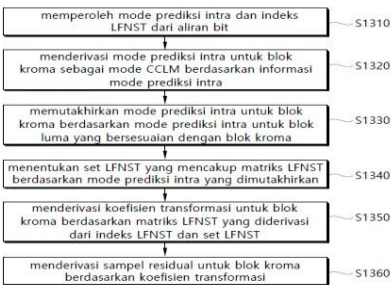 memperoleh mode prediksi intra dan indeks
LFNST dari aliran bit
S1310
menderivasi mode prediksi intra untuk blok
kroma sebagai mode CCLM berdasarkan informasi
mode prediksi intra
S1320
memutakhirkan mode prediksi intra untuk blok
kroma berdasarkan mode prediksi intra untuk blok
luma yang bersesuaian dengan blok kroma
S1330
menentukan set LFNST yang mencakup matriks LFNST
berdasarkan mode prediksi intra yang dimutakhirkan
S1340
menderivasi koefisien transformasi untuk blok
kroma berdasarkan matriks LFNST yang diderivasi
dari indeks LFNST dan set LFNST
S1350
menderivasi sampel residual untuk blok kroma
berdasarkan koefisien transformasi
S1360